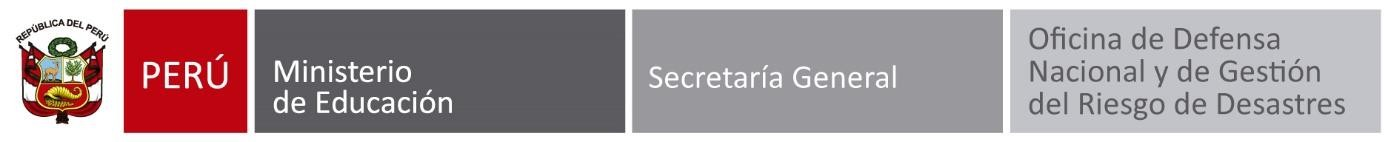 REPÚBLICA DEL PERÚ
PERÚ
Ministerio
de Educación
Secretaría General
Oficina de Defensa
Nacional y de Gestión
del Riesgo de Desastres